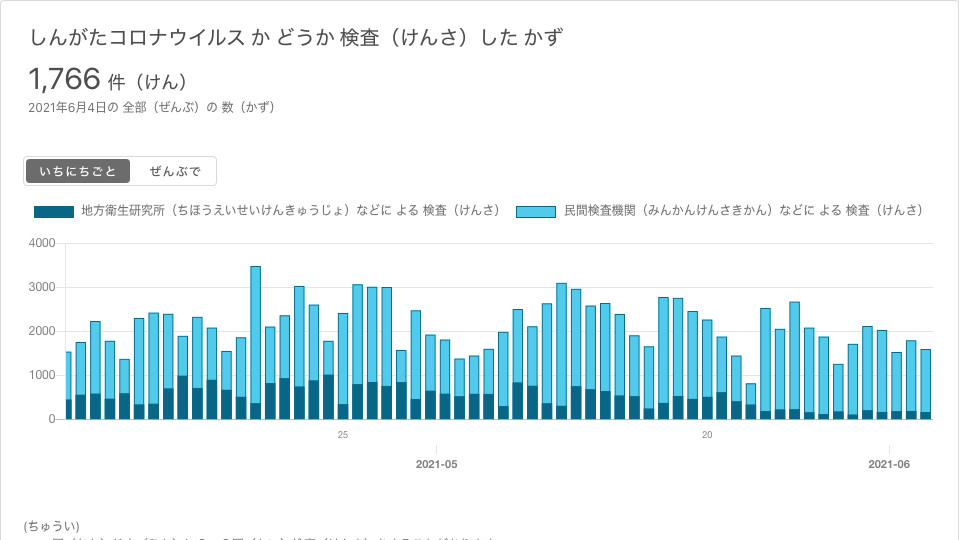 しんがたコロナウイルス か どうか 検査（けんさ）した かず
1,766 件（けん）
2021年6月4日の 全部（ぜんぶ）の 数（かず）
いちにちごと ぜんぶで
地方衛生研究所（ちほうえいせいけんきゅうじょ）などに よる 検査（けんさ） 民間検査機関（みんかんけんさきかん）などに よる 検査（けんさ）
4000
3000
2000
1000
0
25 20
2021-05 2021-06
(ちゅうい)